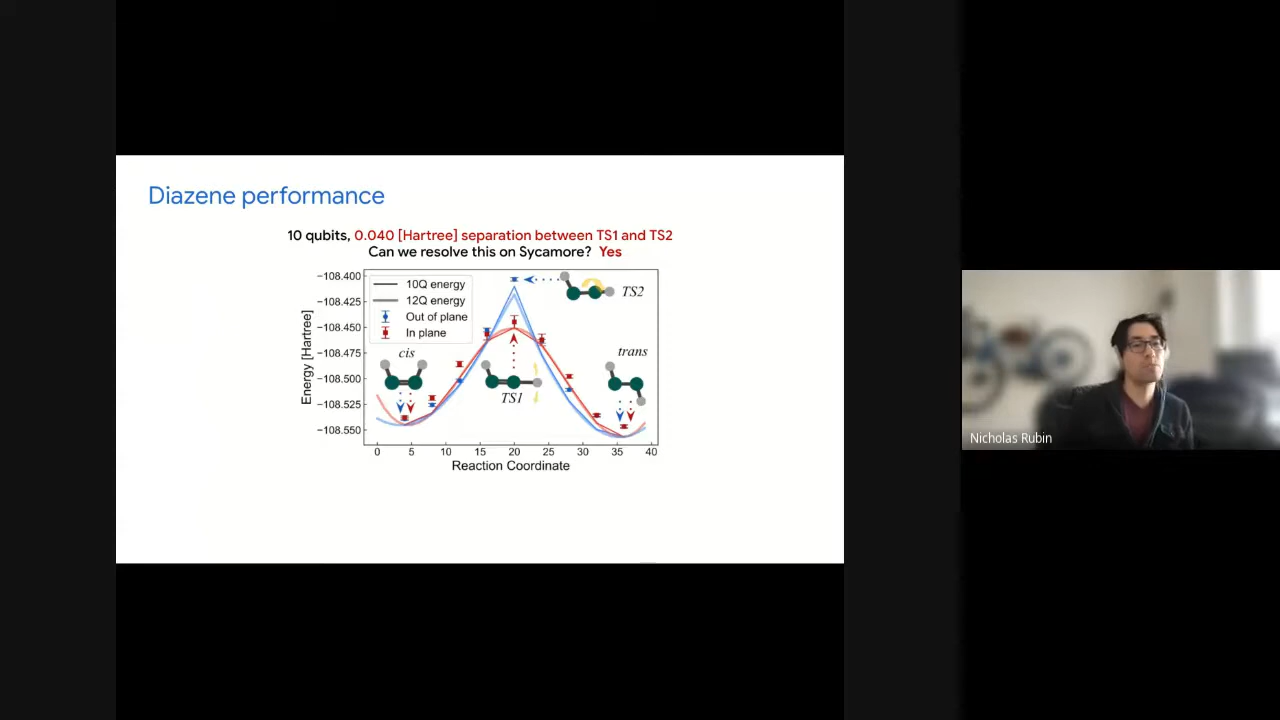 Diazene performance
10 qubits, 0.040 [Hartree] separation between TS1 and TS2
Can we resolve this on Sycamore? Yes
−108.400
−108.425
−108.450
−108.475
−108.500
−108.525
−108.550
Energy [Hartree]
10Q energy
12Q energy
Out of plane
In plane
TS2
cis
trans
TS1
0 5 10 15 20 25 30 35 40
Reaction Coordinate
Nicholas Rubin